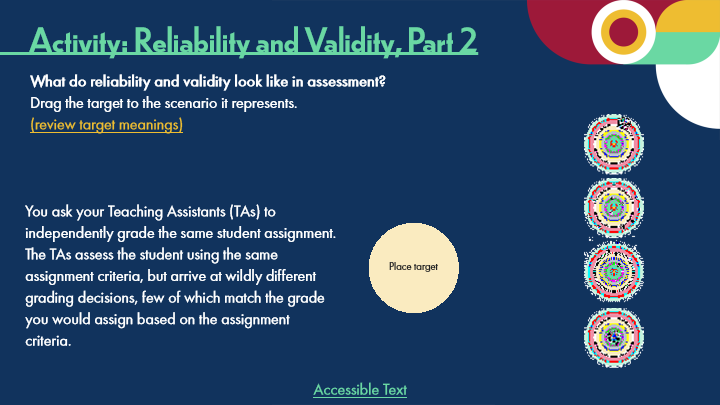 Activity: Reliability and Validity, Part 2
What do reliability and validity look like in assessment?
Drag the target to the scenario it represents.
(review target meanings)
You ask your Teaching Assistants (TAs) to
independently grade the same student assignment.
The TAs assess the student using the same
assignment criteria, but arrive at wildly different
grading decisions, few of which match the grade
you would assign based on the assignment
criteria.
Place target
Accessible Text